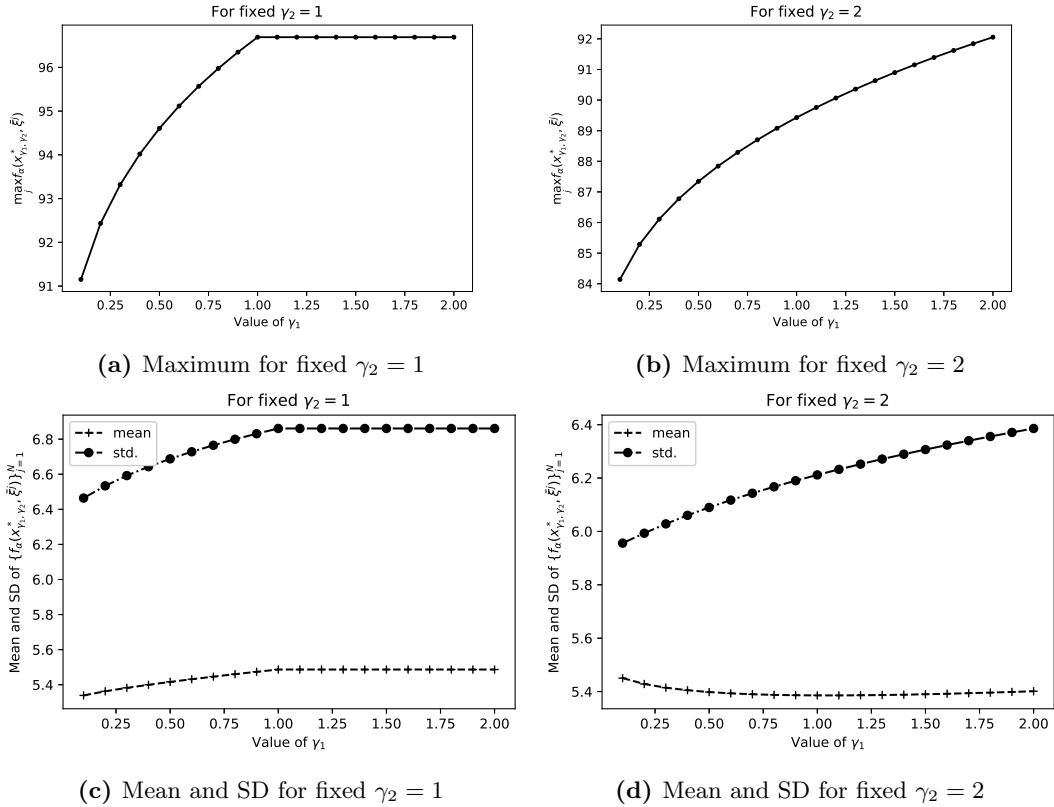 For fixed γ₂ = 1
96
95
94
93
92
91
max_j f_α(x*_{γ₁,γ₂}, ξ̄^j)
0.25 0.50 0.75 1.00 1.25 1.50 1.75 2.00
Value of γ₁
(a) Maximum for fixed γ₂ = 1
For fixed γ₂ = 2
92
91
90
89
88
87
86
85
84
max_j f_α(x*_{γ₁,γ₂}, ξ̄^j)
0.25 0.50 0.75 1.00 1.25 1.50 1.75 2.00
Value of γ₁
(b) Maximum for fixed γ₂ = 2
For fixed γ₂ = 1
mean
std.
6.8
6.6
6.4
6.2
6.0
5.8
5.6
5.4
Mean and SD of {f_α(x*_{γ₁,γ₂}, ξ̄^j)}_{j=1}^N
0.25 0.50 0.75 1.00 1.25 1.50 1.75 2.00
Value of γ₁
(c) Mean and SD for fixed γ₂ = 1
For fixed γ₂ = 2
mean
std.
6.4
6.2
6.0
5.8
5.6
5.4
Mean and SD of {f_α(x*_{γ₁,γ₂}, ξ̄^j)}_{j=1}^N
0.25 0.50 0.75 1.00 1.25 1.50 1.75 2.00
Value of γ₁
(d) Mean and SD for fixed γ₂ = 2